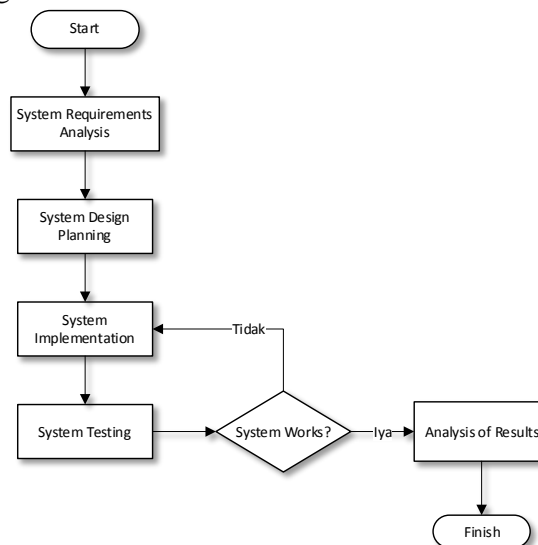 Start
System Requirements
Analysis
System Design
Planning
System
Implementation
Tidak
System Testing
System Works?
Iya
Analysis of Results
Finish